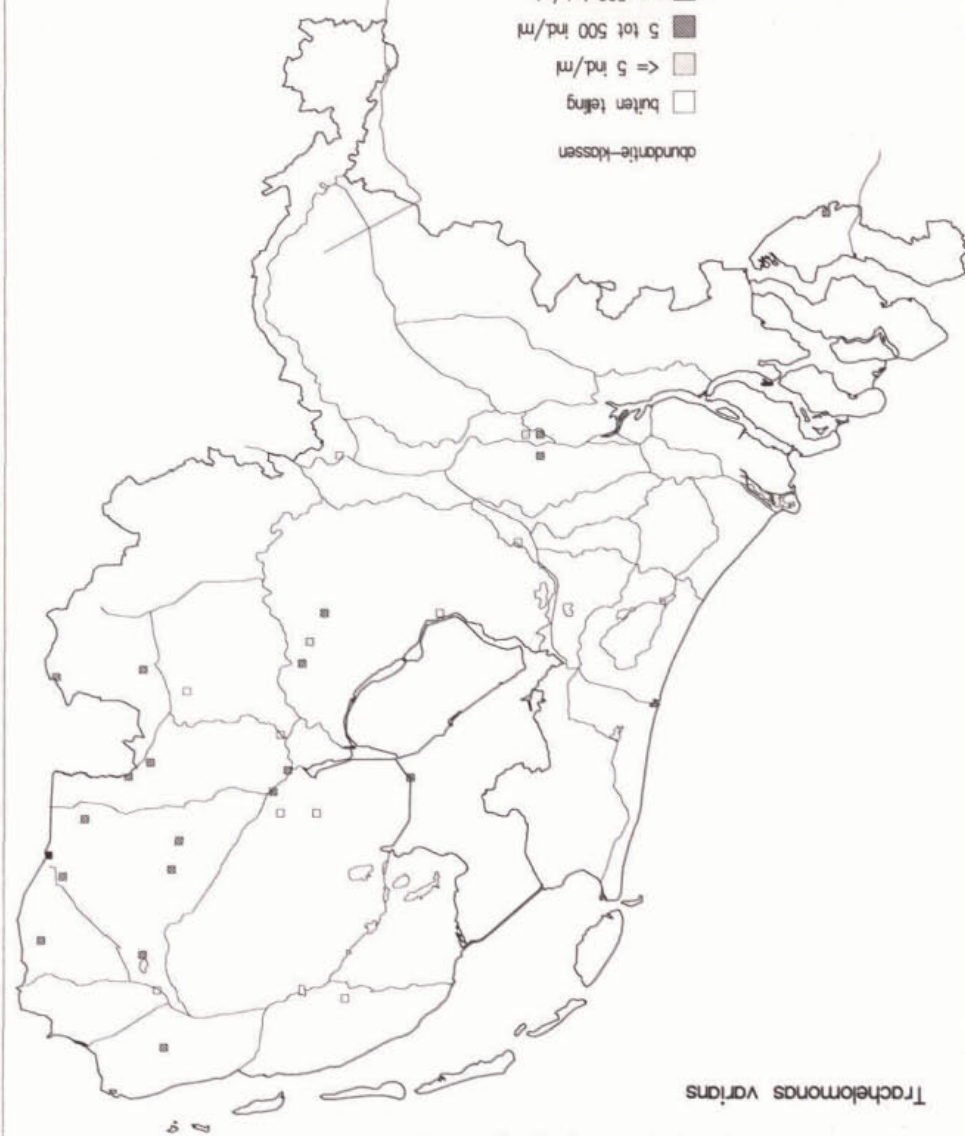 Trachelomonas varians
abundantie-klassen
buiten telling
<= 5 ind./ml
5 tot 500 ind/ml